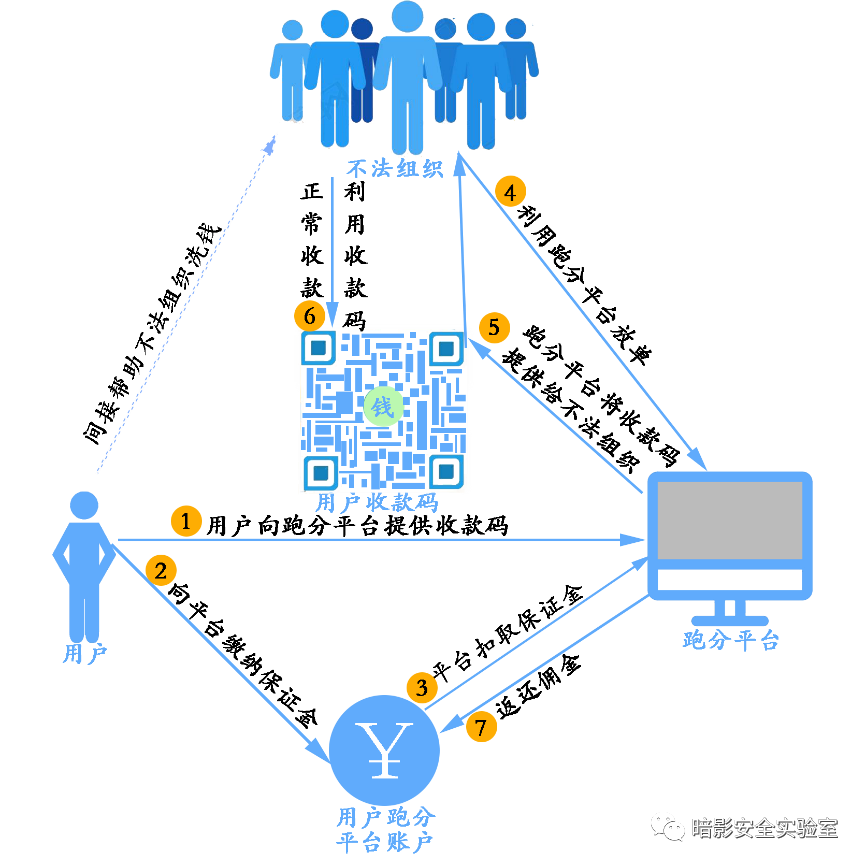 不法组织
正常收款
利用收款码
6
钱
用户收款码
间接帮助不法组织洗钱
4
利用跑分平台放单
5
跑分平台将收款码
提供给不法组织
1
用户向跑分平台提供收款码
2
向平台缴纳保证金
用户
跑分平台
3
平台扣取保证金
7
返还佣金
¥
用户跑分
平台账户
暗影安全实验室